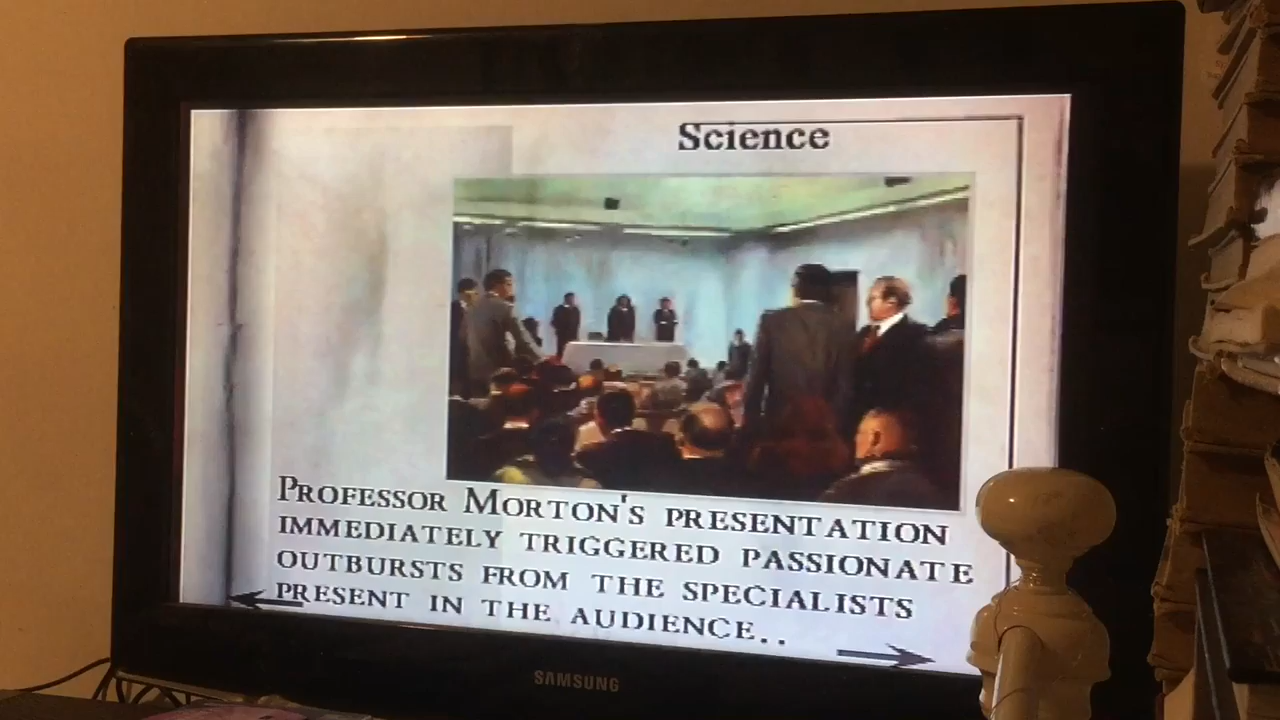 Science
Professor Morton's presentation
immediately triggered passionate
outbursts from the specialists
present in the audience..
SAMSUNG